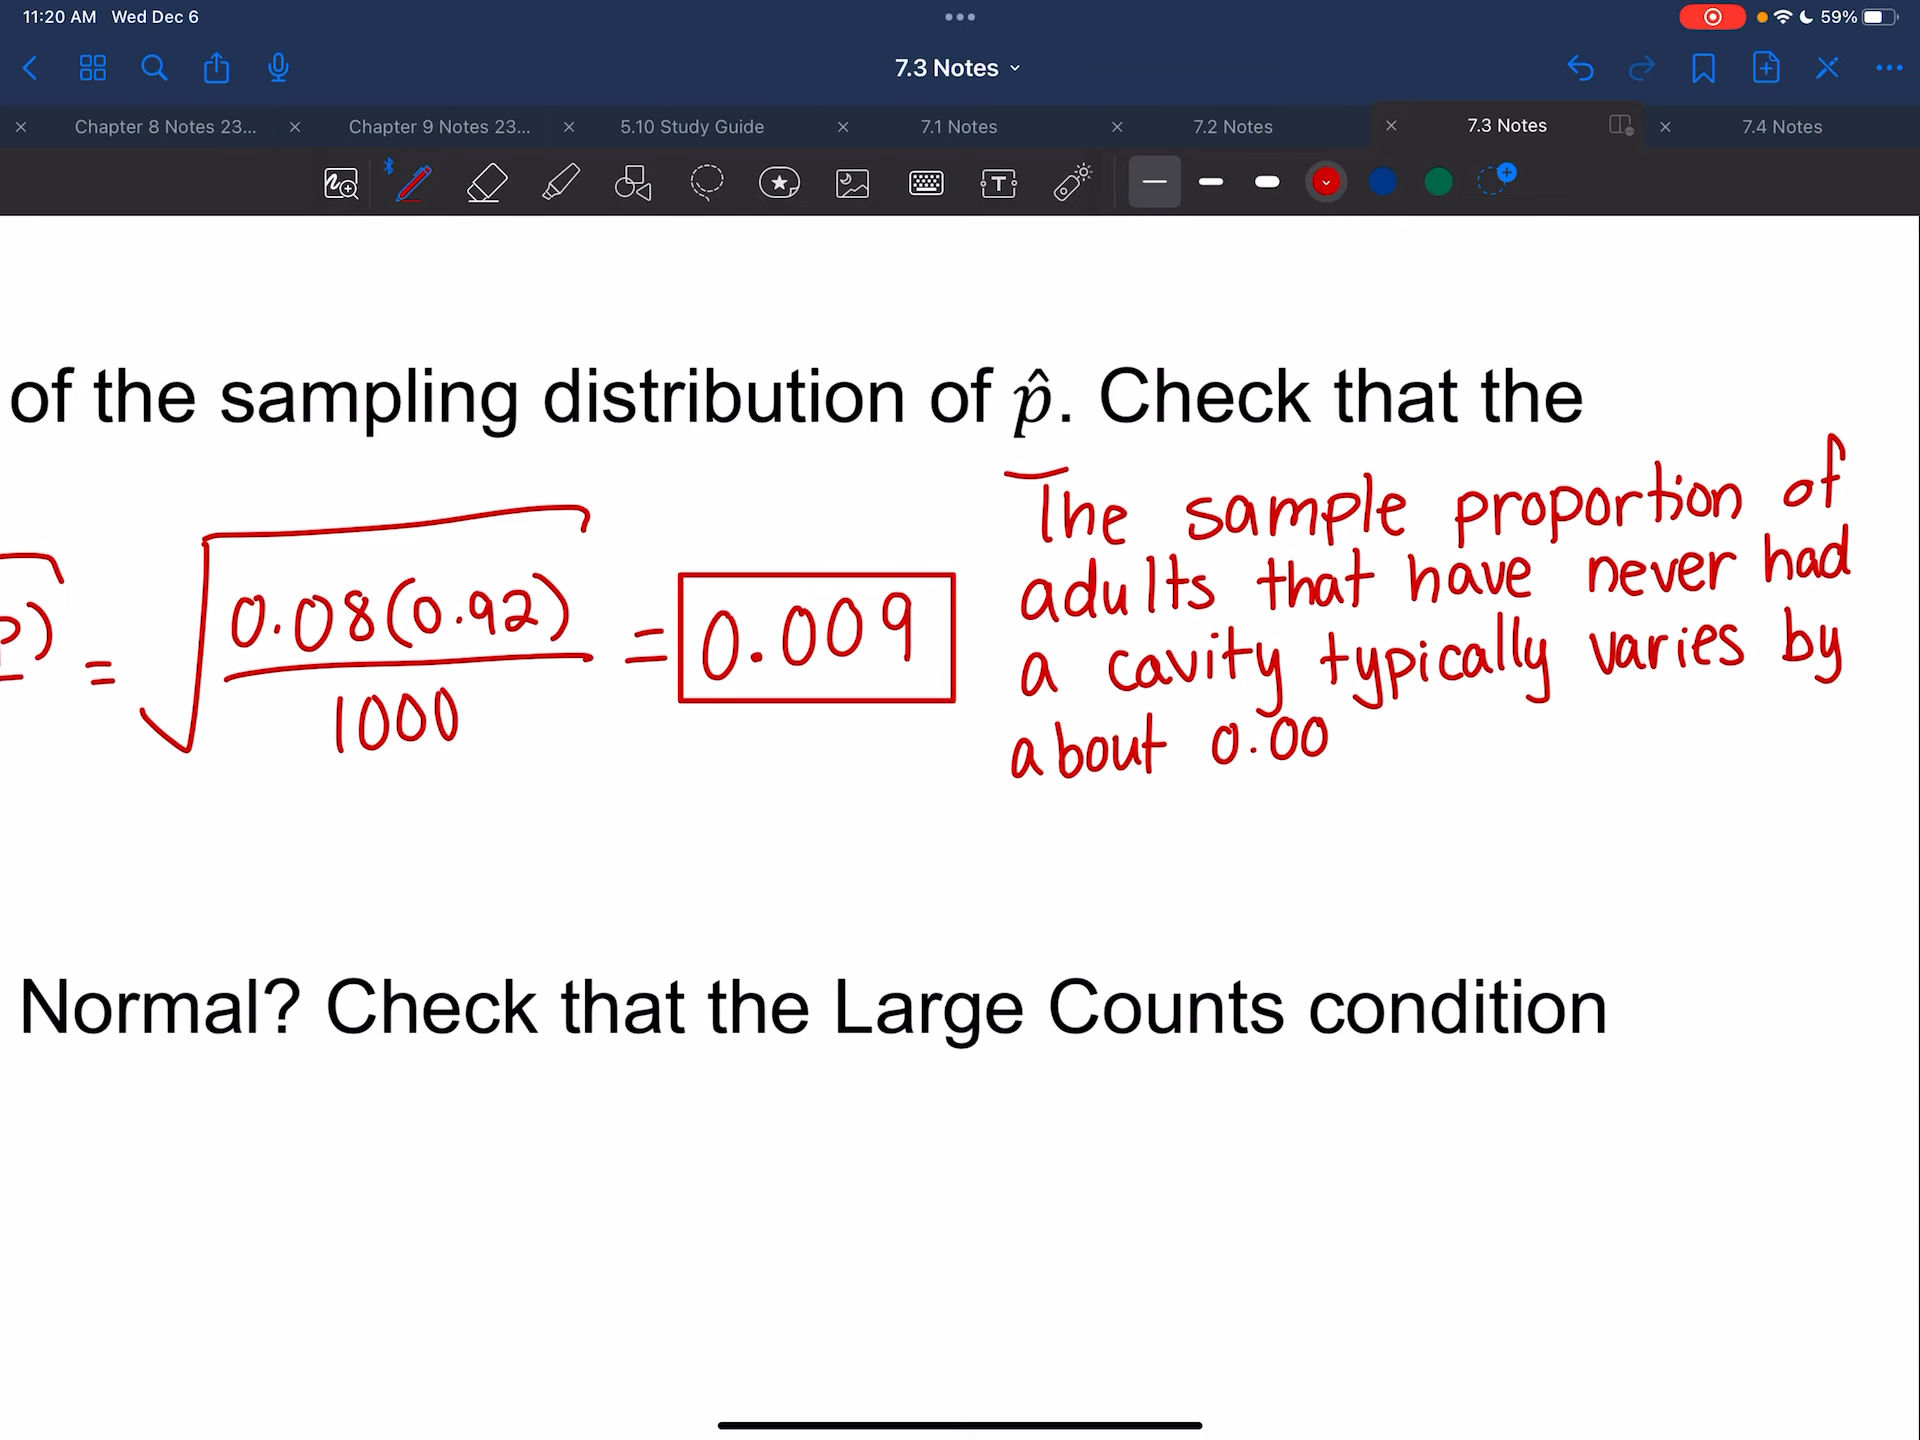 11:20 AM Wed Dec 6
59%
7.3 Notes
Chapter 8 Notes 23...
Chapter 9 Notes 23...
5.10 Study Guide
7.1 Notes
7.2 Notes
7.3 Notes
7.4 Notes
of the sampling distribution of p̂. Check that the
p) = √(0.08(0.92)/1000) = 0.009
The sample proportion of
adults that have never had
a cavity typically varies by
about 0.00
Normal? Check that the Large Counts condition